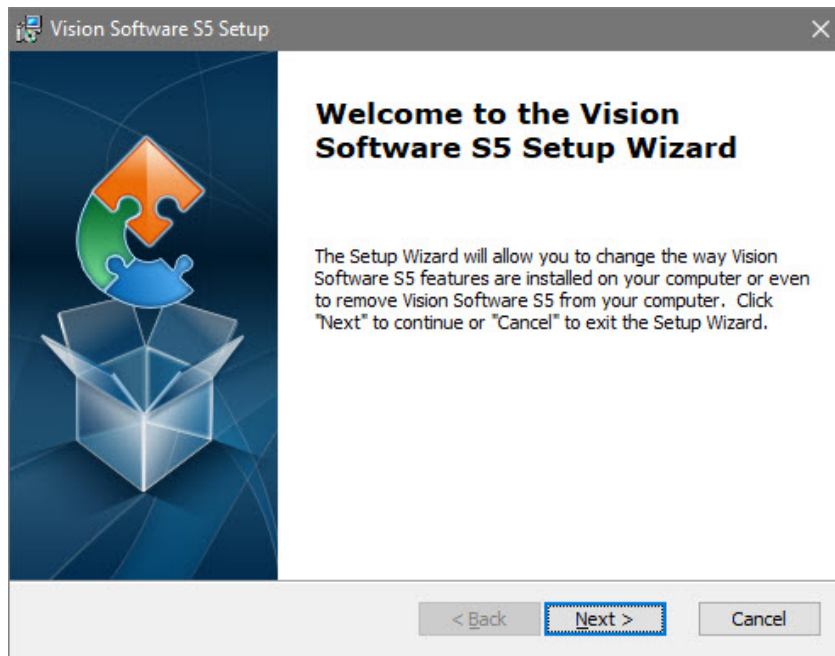 Vision Software S5 Setup
Welcome to the Vision
Software S5 Setup Wizard
The Setup Wizard will allow you to change the way Vision
Software S5 features are installed on your computer or even
to remove Vision Software S5 from your computer.  Click
"Next" to continue or "Cancel" to exit the Setup Wizard.
< Back    Next >    Cancel